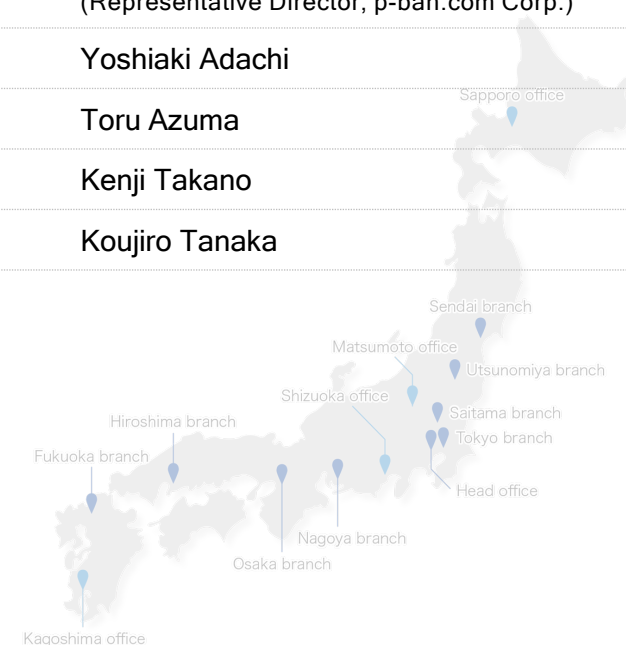 (Representative Director, p-ban.com Corp.)
Yoshiaki Adachi
Toru Azuma
Kenji Takano
Koujiro Tanaka
Sapporo office
Sendai branch
Matsumoto office
Utsunomiya branch
Shizuoka office
Saitama branch
Hiroshima branch
Tokyo branch
Fukuoka branch
Head office
Nagoya branch
Osaka branch
Kagoshima office